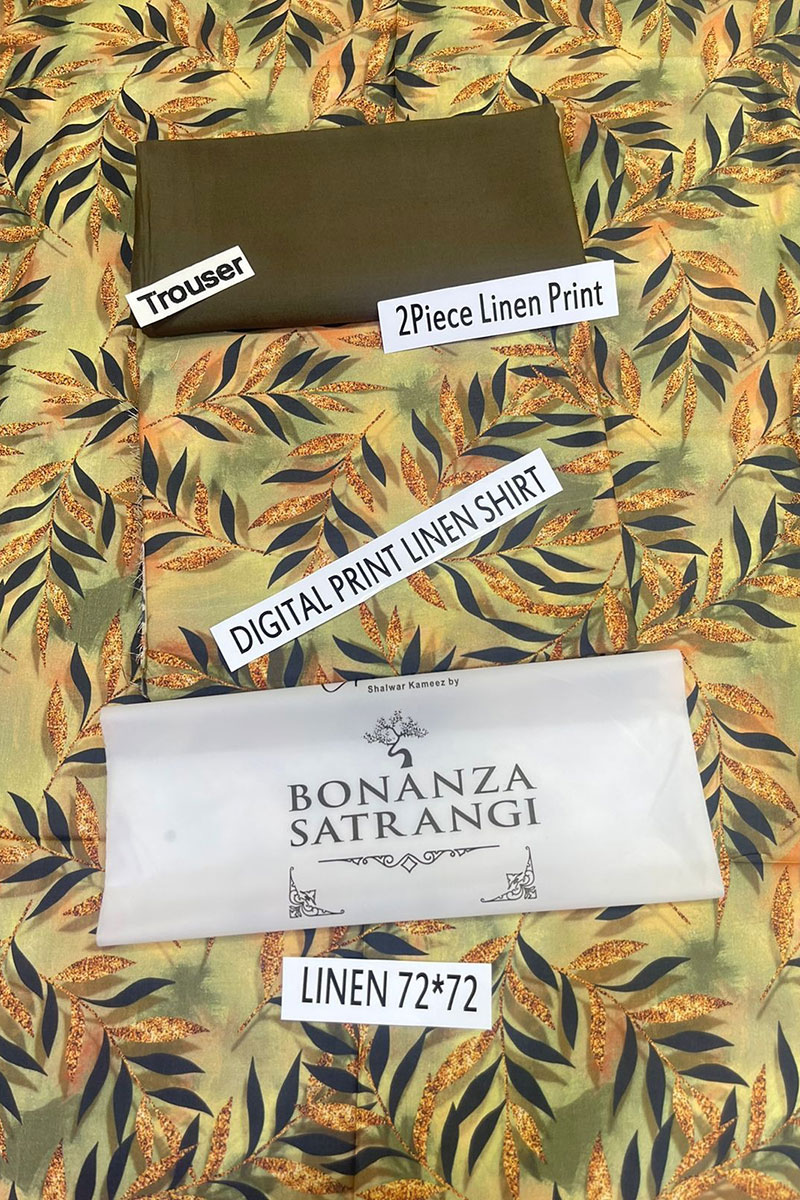 Trouser
2Piece Linen Print
DIGITAL PRINT LINEN SHIRT
Shalwar Kameez by
BONANZA
SATRANGI
LINEN 72*72